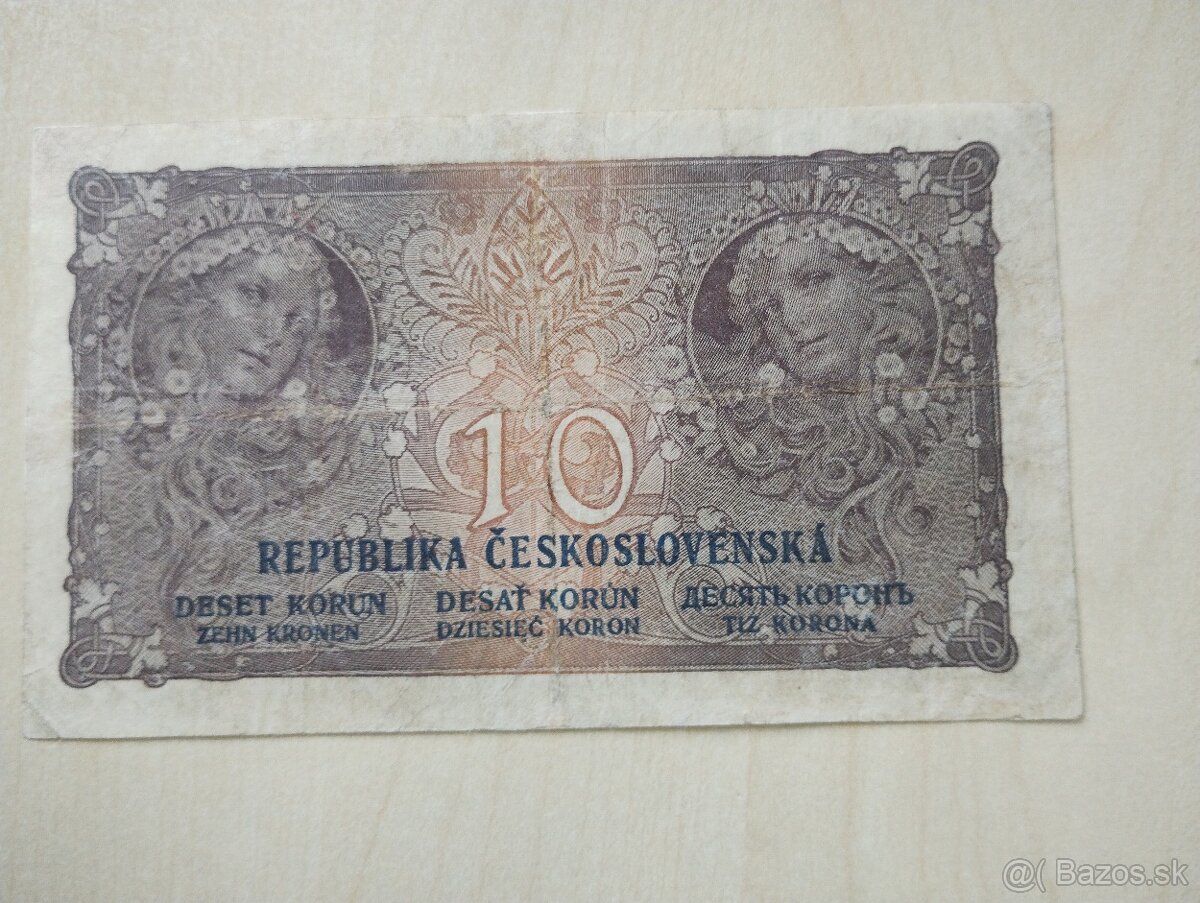 10
REPUBLIKA ČESKOSLOVENSKÁ
DESET KORUN DESAŤ KORÚN ДЕСЯТЬ КОРОНЪ
ZEHN KRONEN DZIESIĘĆ KORON TIZ KORONA
@( Bazos.sk